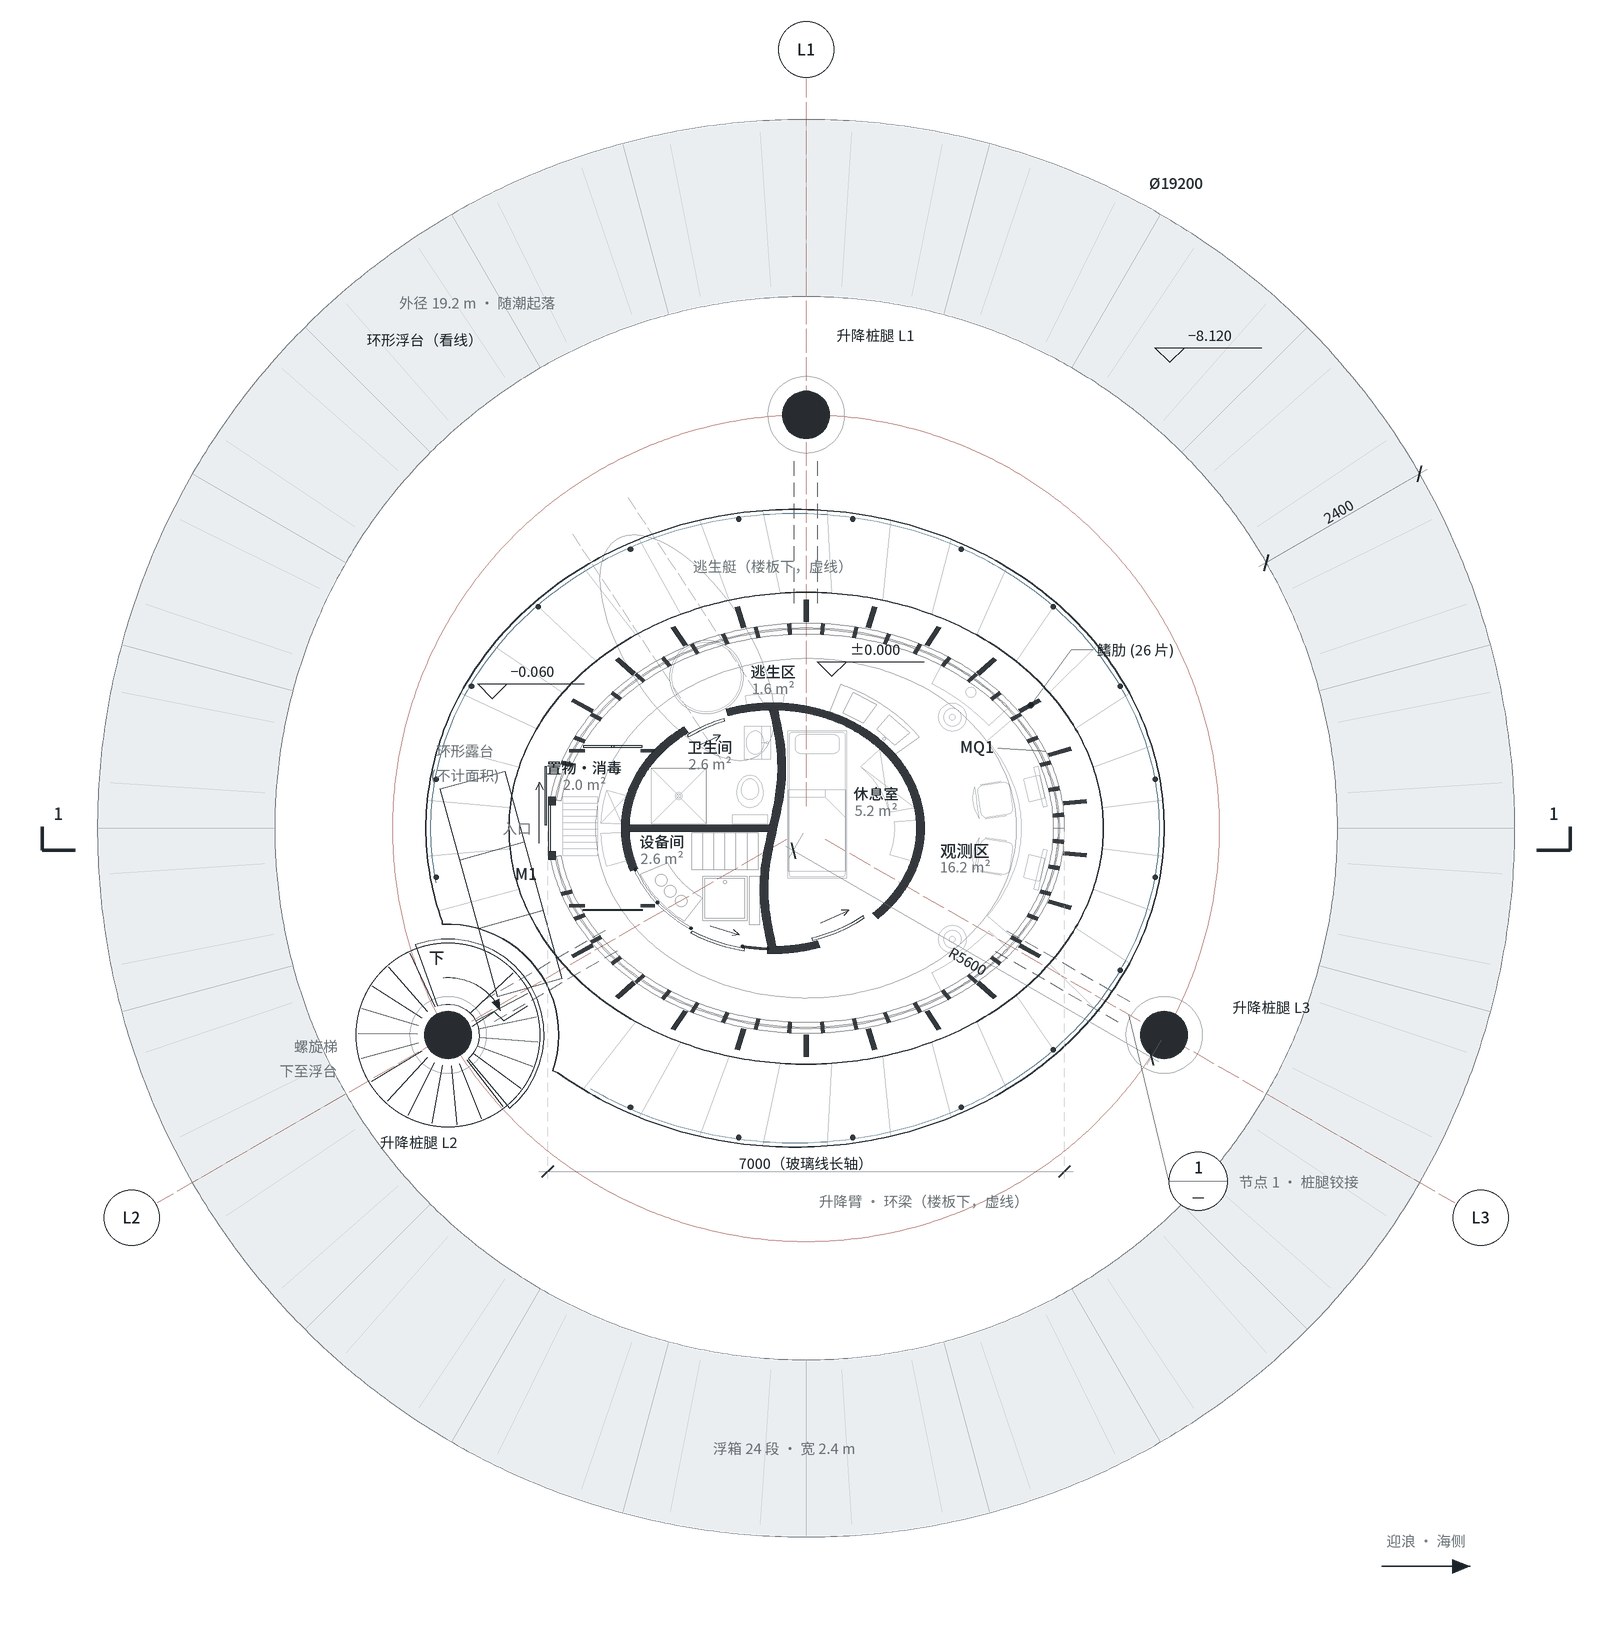 L1
Ø19200
外径 19.2 m · 随潮起落
环形浮台（看线）
升降桩腿 L1
−8.120
2400
逃生艇（楼板下，虚线）
±0.000
鳍肋 (26 片)
−0.060
逃生区
1.6 m²
MQ1
环形露台
(不计面积)
卫生间
2.6 m²
置物·消毒
2.0 m²
休息室
5.2 m²
1
1
入口
设备间
2.6 m²
观测区
16.2 m²
M1
下
R5600
升降桩腿 L3
螺旋梯
下至浮台
升降桩腿 L2
7000（玻璃线长轴）
1
—
节点 1 · 桩腿铰接
升降臂 · 环梁（楼板下，虚线）
L2
L3
浮箱 24 段 · 宽 2.4 m
迎浪 · 海侧